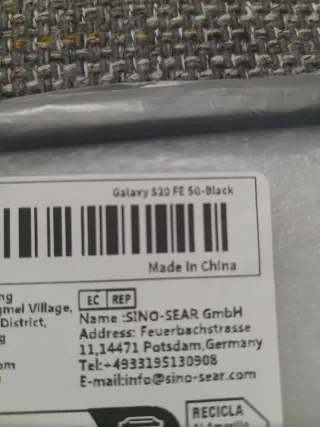 Galaxy S20 FE 5G-Black
Made In China
ng
gmel Village,
District,
g
om
EC REP
Name :SINO-SEAR GmbH
Address: Feuerbachstrasse
11,14471 Potsdam,Germany
Tel:+4933195130908
E-mail:info@sino-sear.com
RECICLA